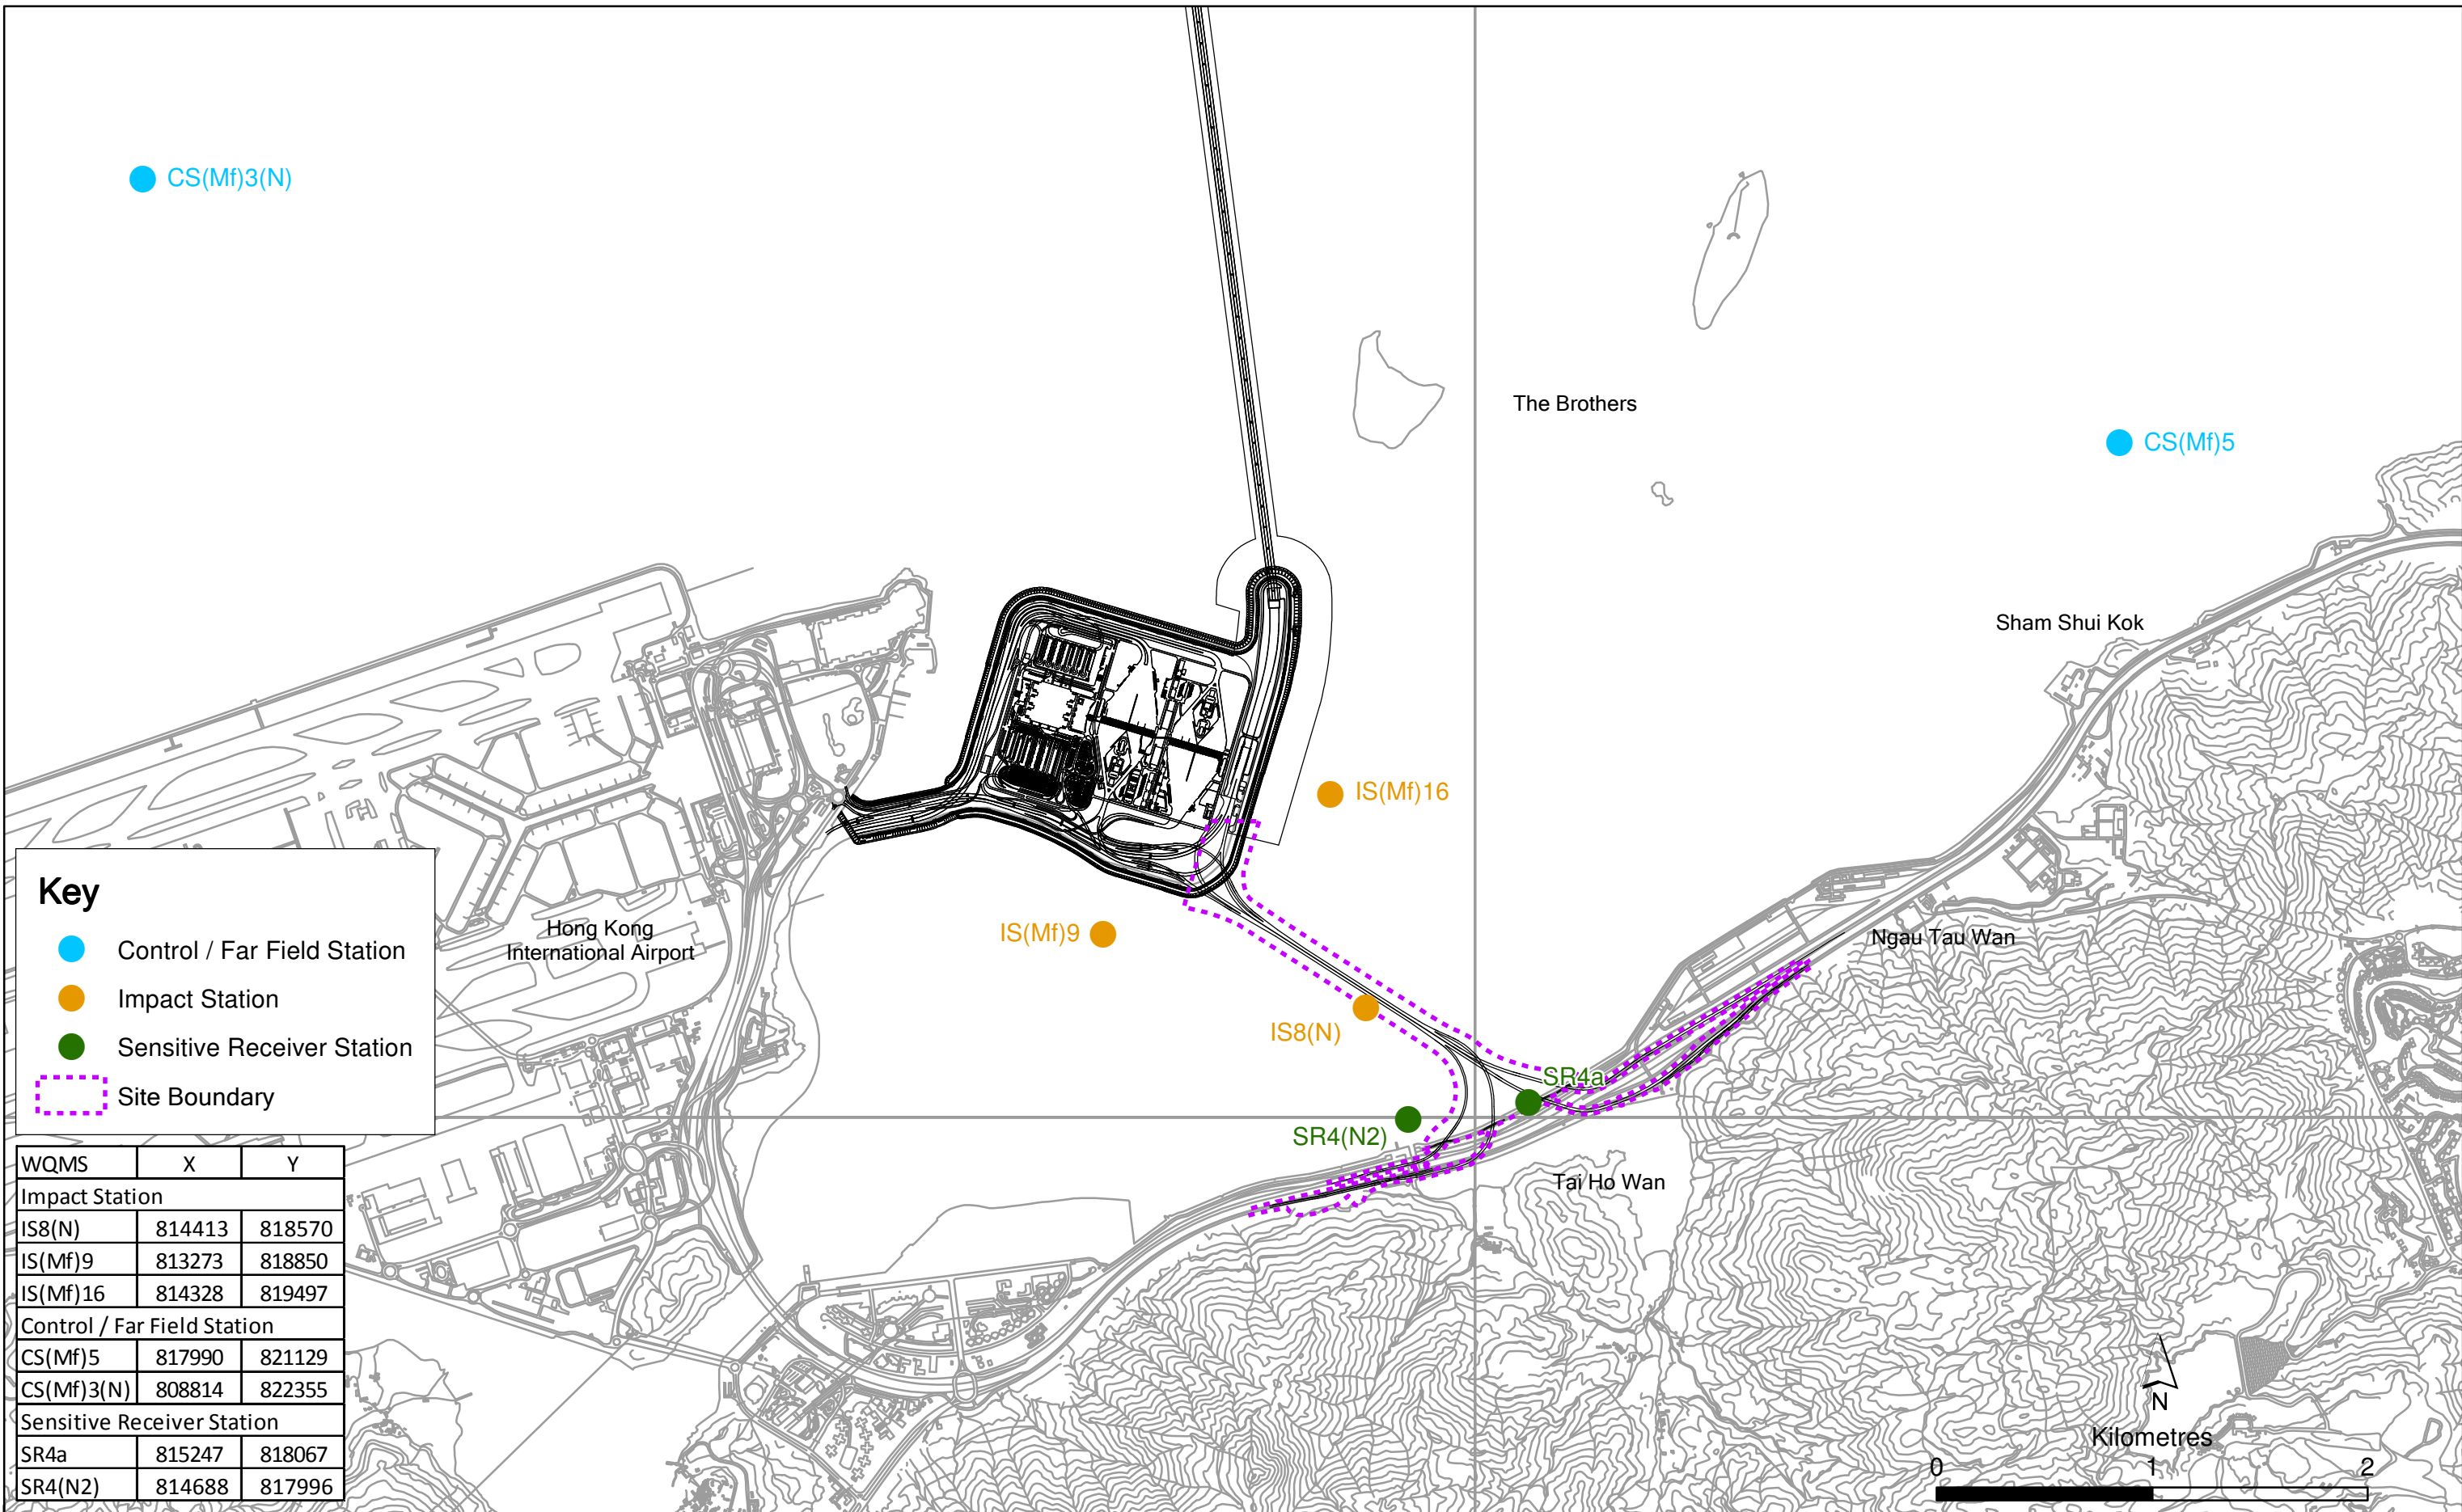 CS(Mf)3(N)
The Brothers
CS(Mf)5
Sham Shui Kok
IS(Mf)16
IS(Mf)9
Hong Kong
International Airport
Ngau Tau Wan
IS8(N)
SR4a
SR4(N2)
Tai Ho Wan
Key
Control / Far Field Station
Impact Station
Sensitive Receiver Station
Site Boundary
WQMS X Y
Impact Station
IS8(N) 814413 818570
IS(Mf)9 813273 818850
IS(Mf)16 814328 819497
Control / Far Field Station
CS(Mf)5 817990 821129
CS(Mf)3(N) 808814 822355
Sensitive Receiver Station
SR4a 815247 818067
SR4(N2) 814688 817996
N
Kilometres
0 1 2